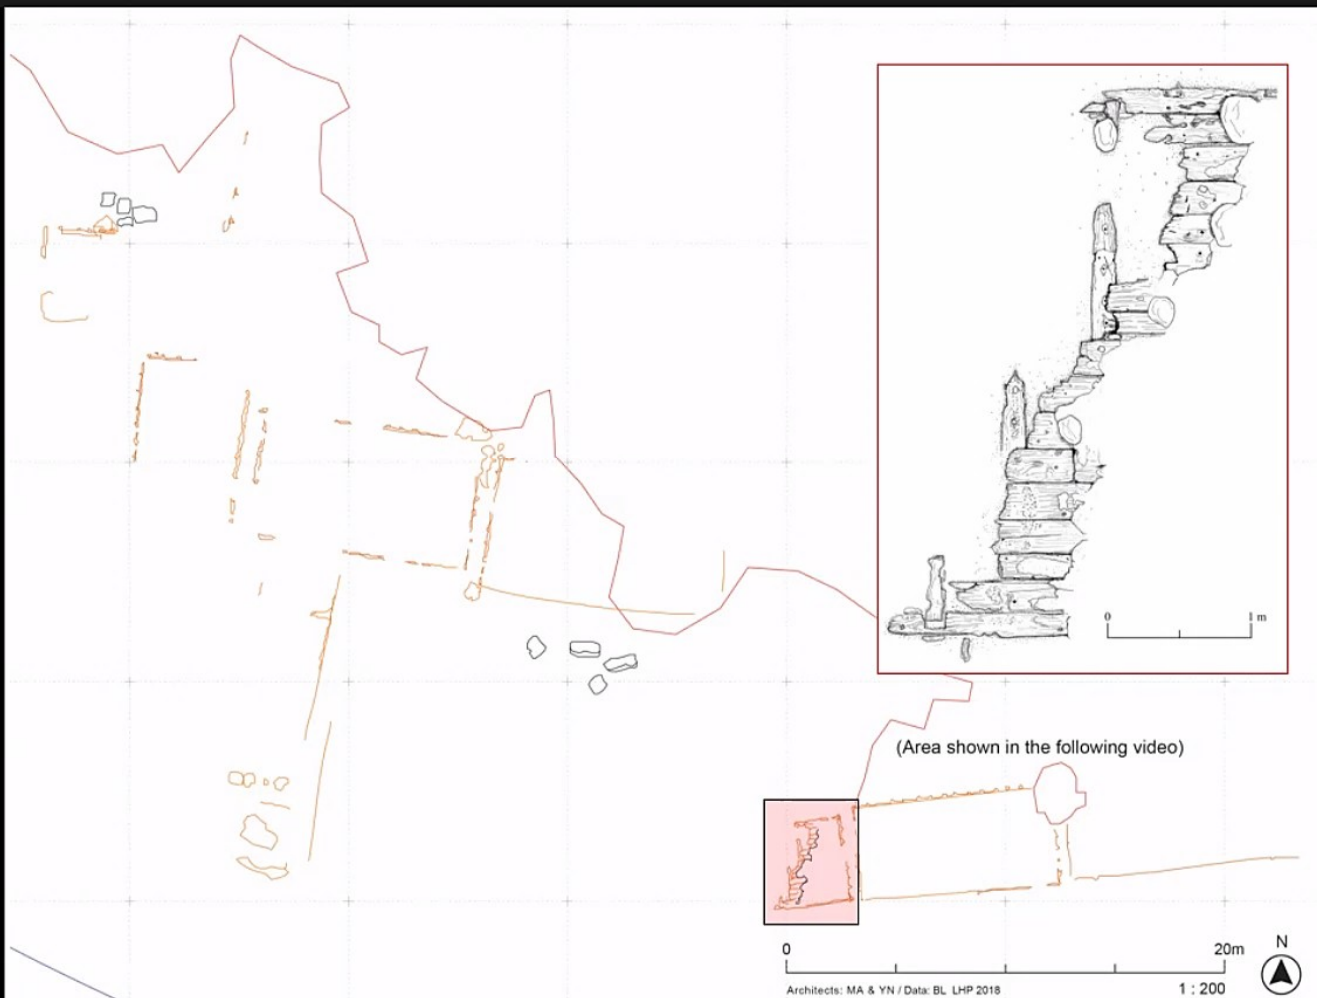 0 1 m
(Area shown in the following video)
0 20m N
Architects: MA & YN / Data: BL LHP 2018 1 : 200